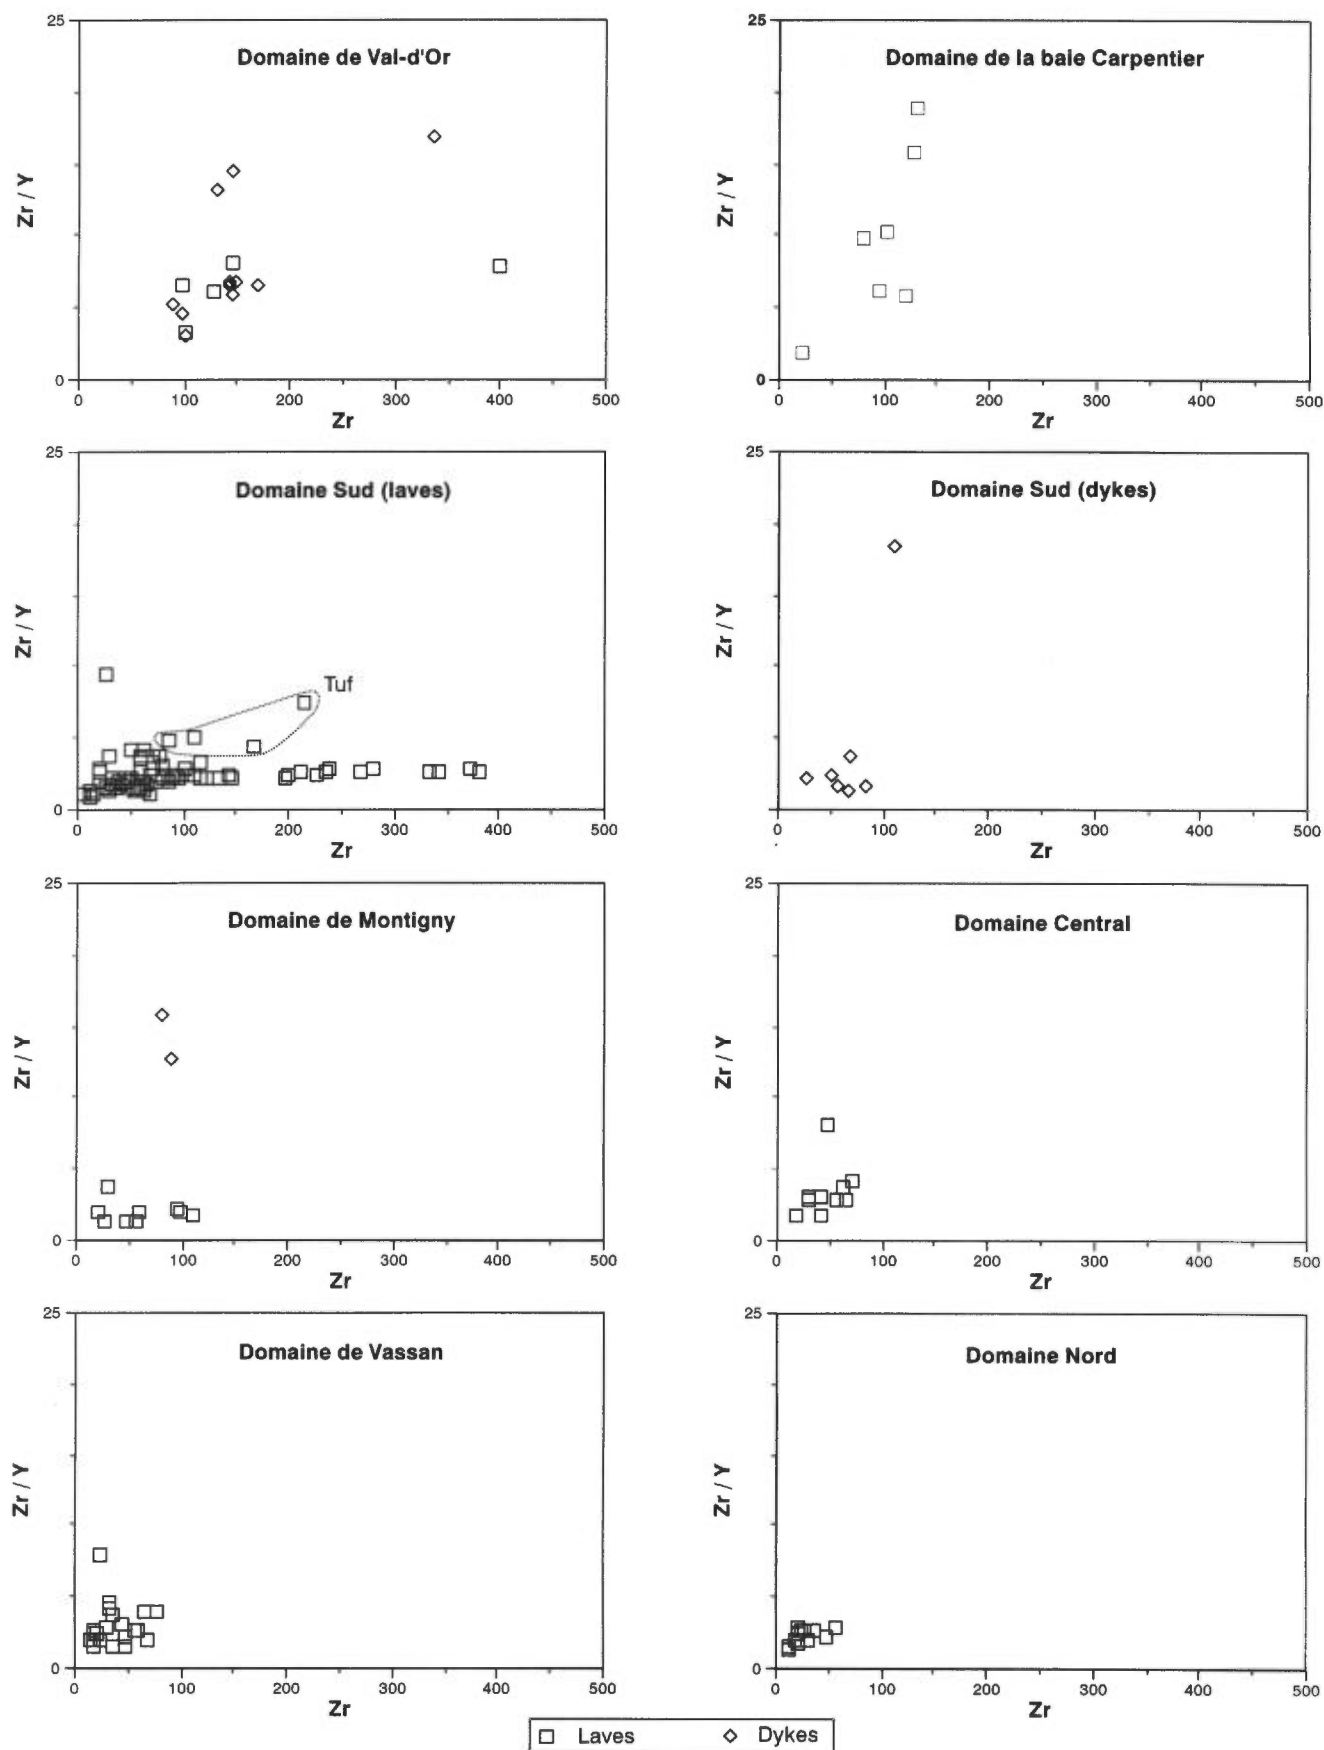 25
Domaine de Val-d'Or
Zr / Y
0
0 100 200 300 400 500
Zr
25
Domaine de la baie Carpentier
Zr / Y
0
0 100 200 300 400 500
Zr
25
Domaine Sud (laves)
Tuf
Zr / Y
0
0 100 200 300 400 500
Zr
25
Domaine Sud (dykes)
Zr / Y
0
0 100 200 300 400 500
Zr
25
Domaine de Montigny
Zr / Y
0
0 100 200 300 400 500
Zr
25
Domaine Central
Zr / Y
0
0 100 200 300 400 500
Zr
25
Domaine de Vassan
Zr / Y
0
0 100 200 300 400 500
Zr
25
Domaine Nord
Zr / Y
0
0 100 200 300 400 500
Zr
Laves Dykes